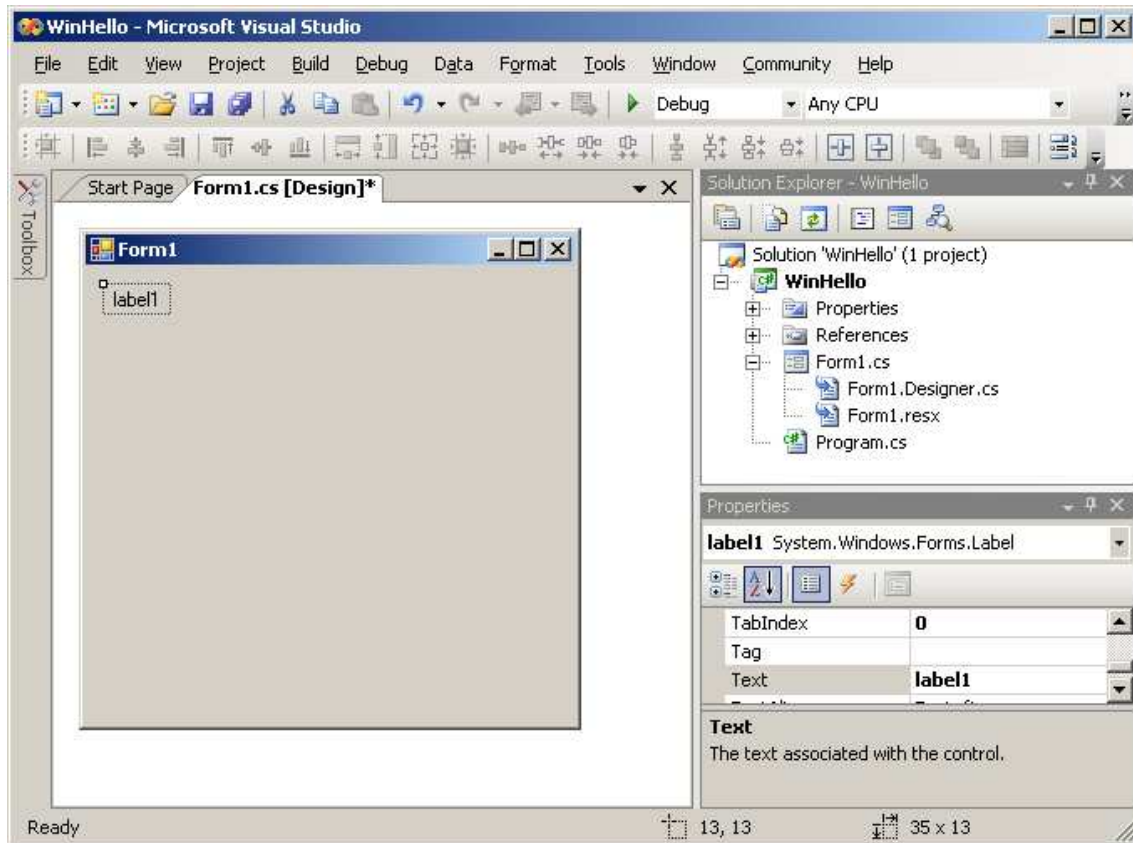 WinHello - Microsoft Visual Studio
File Edit View Project Build Debug Data Format Tools Window Community Help
Debug Any CPU
Toolbox
Start Page Form1.cs [Design]*
Form1
label1
Solution Explorer - WinHello
Solution 'WinHello' (1 project)
WinHello
Properties
References
Form1.cs
Form1.Designer.cs
Form1.resx
Program.cs
Properties
label1 System.Windows.Forms.Label
TabIndex 0
Tag
Text label1
Text
The text associated with the control.
Ready 13, 13 35 x 13